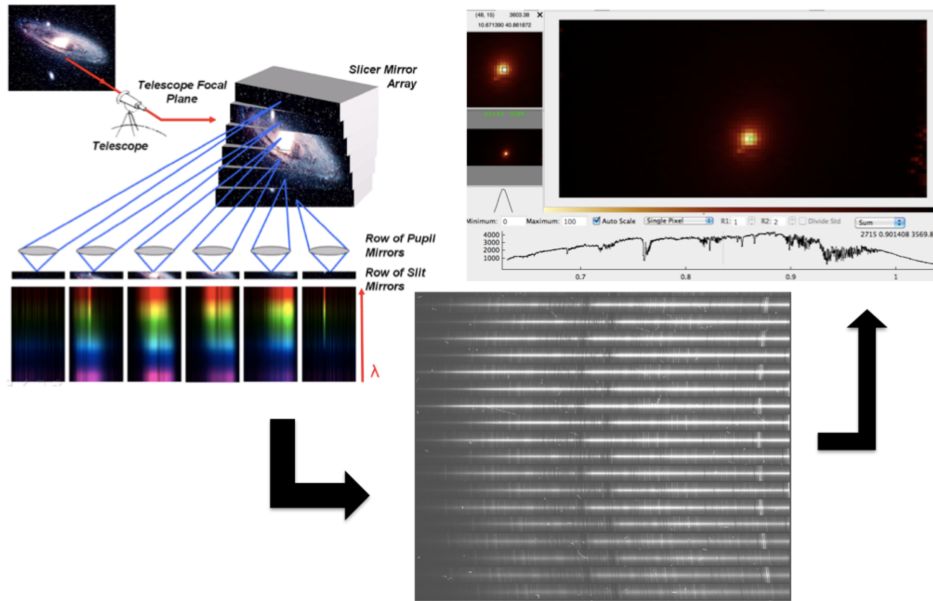 Telescope Focal
Plane
Telescope
Slicer Mirror
Array
Row of Pupil
Mirrors
Row of Slit
Mirrors
λ
(48, 15) 3603.38 X
10.671390 40.861872
Minimum: 0 Maximum: 100 Auto Scale Single Pixel R1: 1 R2: 2 Divide Std Sum
2715 0.901408 3569.8
4000
3000
2000
1000
0.7 0.8 0.9 1